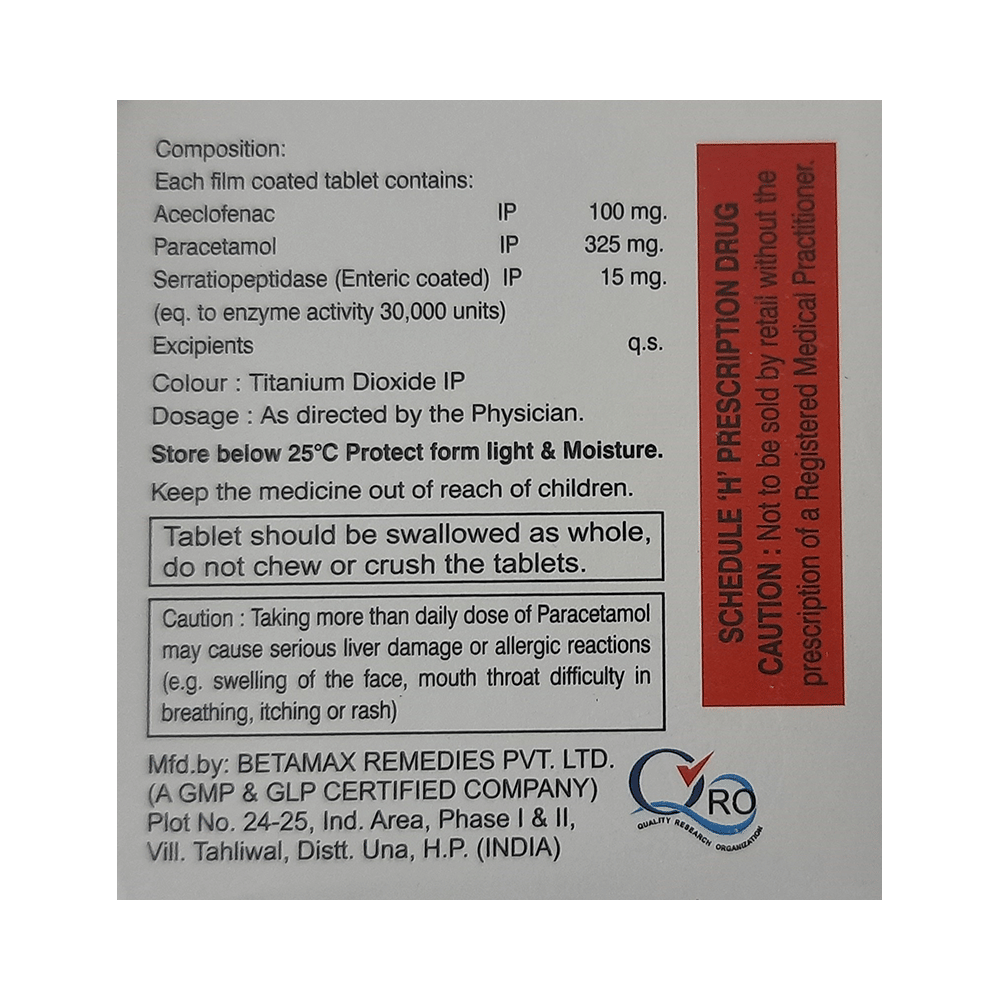 Composition:
Each film coated tablet contains:
Aceclofenac IP 100 mg.
Paracetamol IP 325 mg.
Serratiopeptidase (Enteric coated) IP 15 mg.
(eq. to enzyme activity 30,000 units)
Excipients q.s.
Colour : Titanium Dioxide IP
Dosage : As directed by the Physician.
Store below 25°C Protect form light & Moisture.
Keep the medicine out of reach of children.
Tablet should be swallowed as whole,
do not chew or crush the tablets.
Caution : Taking more than daily dose of Paracetamol
may cause serious liver damage or allergic reactions
(e.g. swelling of the face, mouth throat difficulty in
breathing, itching or rash)
Mfd.by: BETAMAX REMEDIES PVT. LTD.
(A GMP & GLP CERTIFIED COMPANY)
Plot No. 24-25, Ind. Area, Phase I & II,
Vill. Tahliwal, Distt. Una, H.P. (INDIA)
QRO
QUALITY RESEARCH ORGANIZATION
SCHEDULE 'H' PRESCRIPTION DRUG
CAUTION : Not to be sold by retail without the
prescription of a Registered Medical Practitioner.